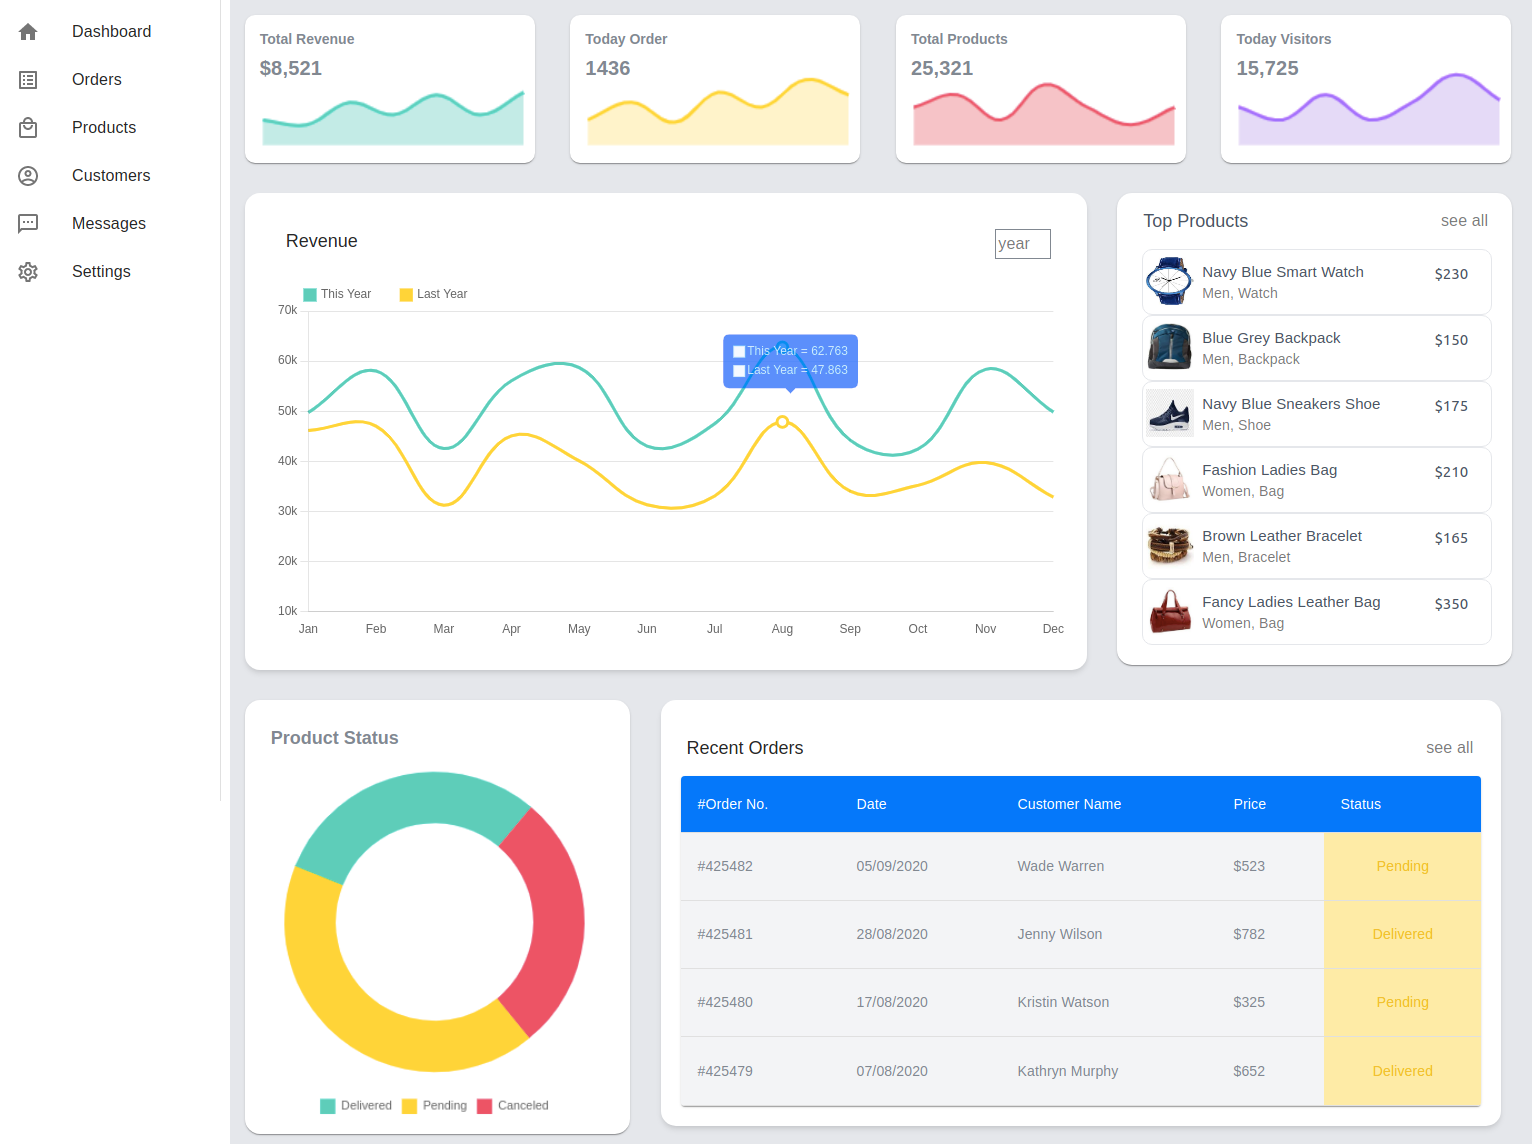 Dashboard
Orders
Products
Customers
Messages
Settings
Total Revenue
$8,521
Today Order
1436
Total Products
25,321
Today Visitors
15,725
Revenue
year
This Year
Last Year
70k
60k
50k
40k
30k
20k
10k
This Year = 62.763
Last Year = 47.863
Jan Feb Mar Apr May Jun Jul Aug Sep Oct Nov Dec
Top Products
see all
Navy Blue Smart Watch $230
Men, Watch
Blue Grey Backpack $150
Men, Backpack
Navy Blue Sneakers Shoe $175
Men, Shoe
Fashion Ladies Bag $210
Women, Bag
Brown Leather Bracelet $165
Men, Bracelet
Fancy Ladies Leather Bag $350
Women, Bag
Product Status
Delivered Pending Canceled
Recent Orders
see all
#Order No. Date Customer Name Price Status
#425482 05/09/2020 Wade Warren $523 Pending
#425481 28/08/2020 Jenny Wilson $782 Delivered
#425480 17/08/2020 Kristin Watson $325 Pending
#425479 07/08/2020 Kathryn Murphy $652 Delivered